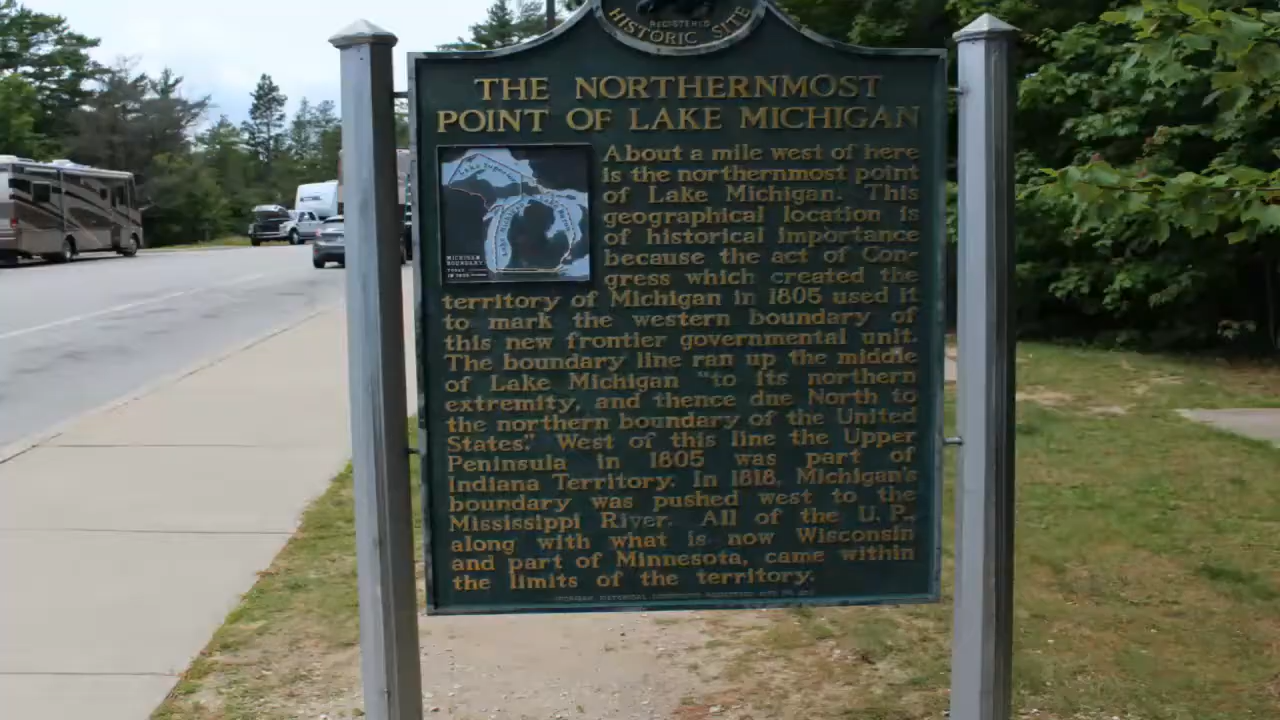 REGISTERED
HISTORIC SITE
THE NORTHERNMOST
POINT OF LAKE MICHIGAN
About a mile west of here
is the northernmost point
of Lake Michigan. This
geographical location is
of historical importance
because the act of Con-
gress which created the
territory of Michigan in 1805 used it
to mark the western boundary of
this new frontier governmental unit.
The boundary line ran up the middle
of Lake Michigan "to its northern
extremity, and thence due North to
the northern boundary of the United
States." West of this line the Upper
Peninsula in 1805 was part of
Indiana Territory. In 1818, Michigan's
boundary was pushed west to the
Mississippi River. All of the U. P.,
along with what is now Wisconsin
and part of Minnesota, came within
the limits of the territory.
Lake Superior
MICHIGAN
BOUNDARY